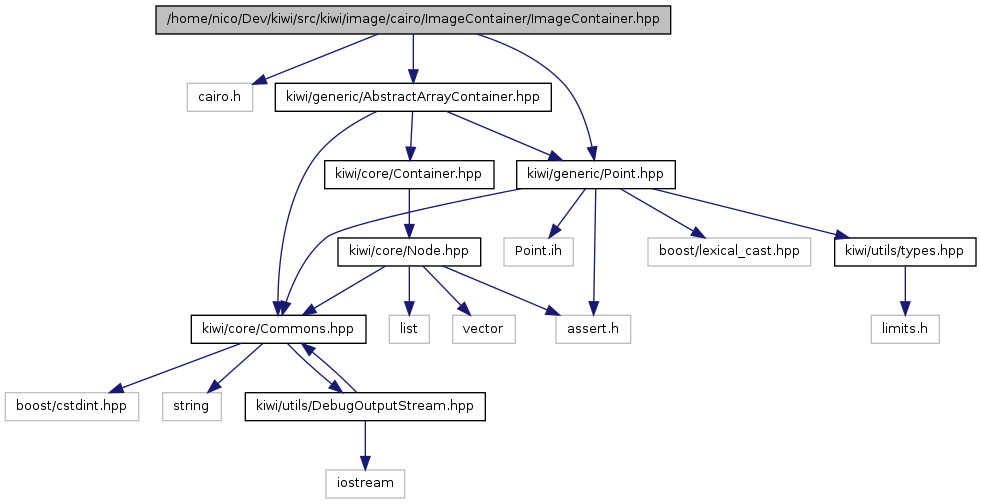 /home/nico/Dev/kiwi/src/kiwi/image/cairo/ImageContainer/ImageContainer.hpp
cairo.h
kiwi/generic/AbstractArrayContainer.hpp
kiwi/core/Container.hpp
kiwi/generic/Point.hpp
kiwi/core/Node.hpp
Point.ih
boost/lexical_cast.hpp
kiwi/utils/types.hpp
kiwi/core/Commons.hpp
list
vector
assert.h
limits.h
boost/cstdint.hpp
string
kiwi/utils/DebugOutputStream.hpp
iostream